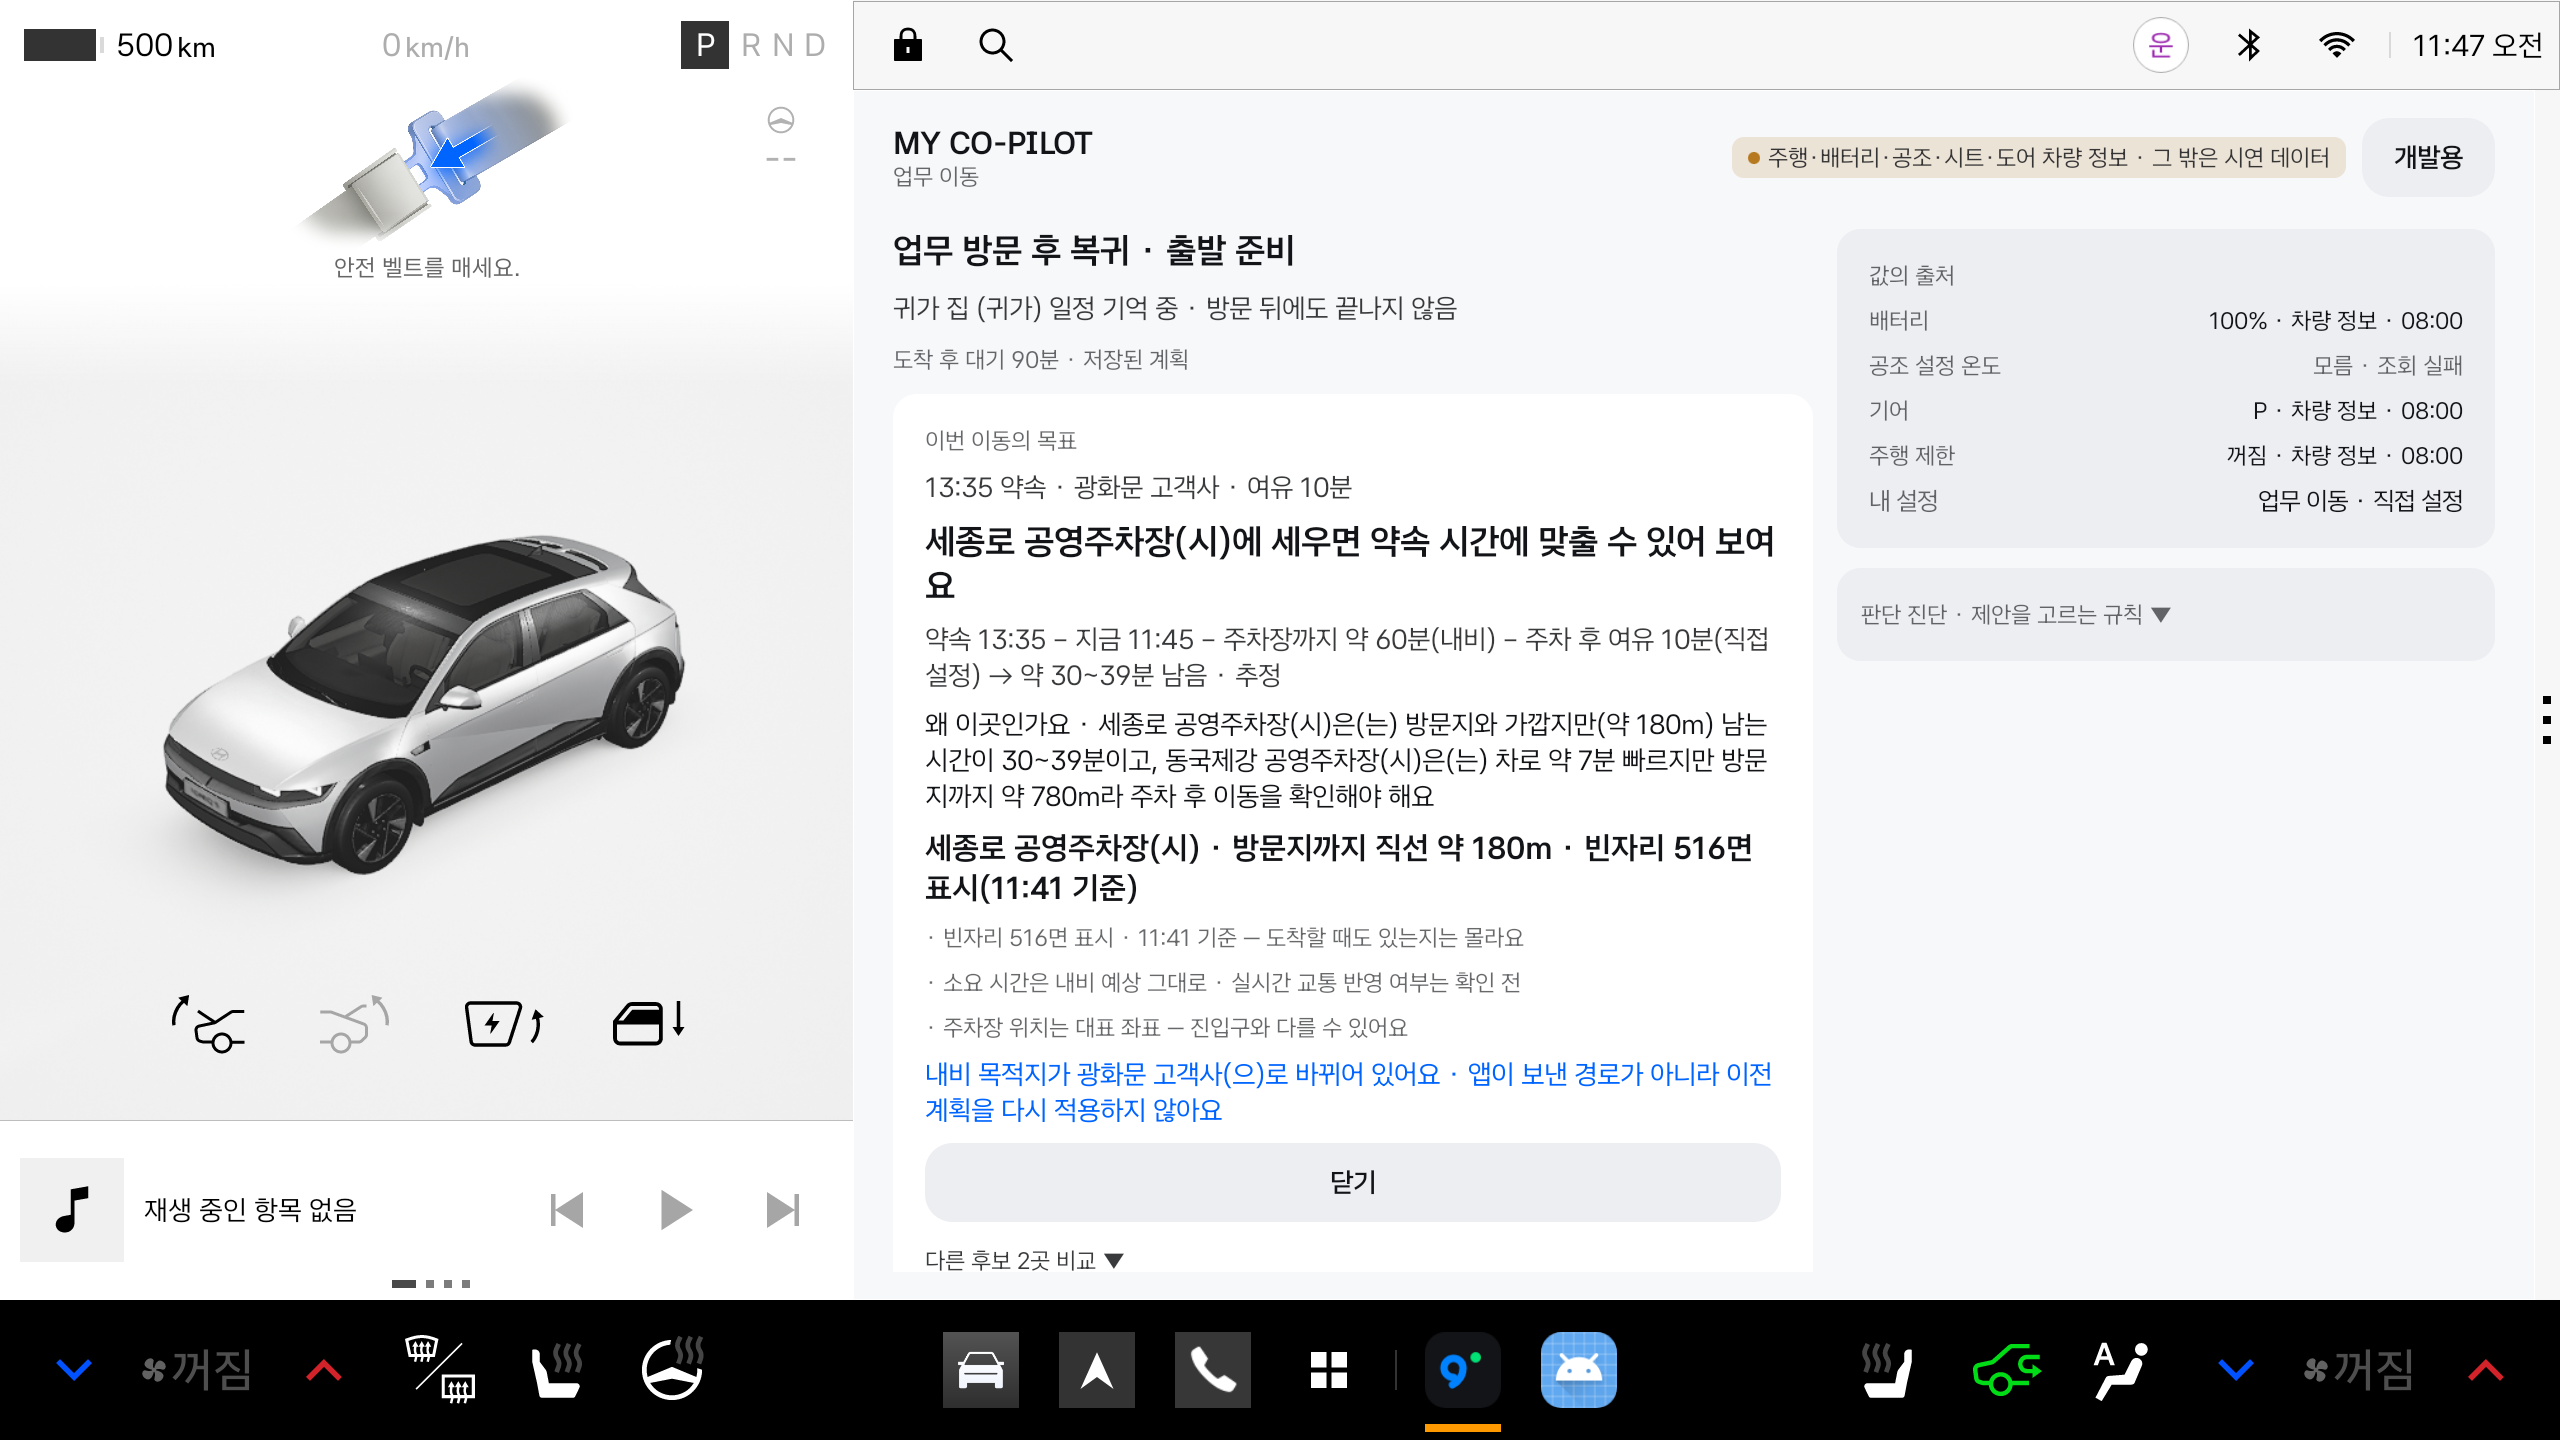 500 km
0 km/h
P R N D
운
11:47 오전
안전 벨트를 매세요.
재생 중인 항목 없음
MY CO-PILOT
업무 이동
주행·배터리·공조·시트·도어 차량 정보 · 그 밖은 시연 데이터
개발용
업무 방문 후 복귀 · 출발 준비
귀가 집 (귀가) 일정 기억 중 · 방문 뒤에도 끝나지 않음
도착 후 대기 90분 · 저장된 계획
이번 이동의 목표
13:35 약속 · 광화문 고객사 · 여유 10분
세종로 공영주차장(시)에 세우면 약속 시간에 맞출 수 있어 보여
요
약속 13:35 – 지금 11:45 – 주차장까지 약 60분(내비) – 주차 후 여유 10분(직접
설정) → 약 30~39분 남음 · 추정
왜 이곳인가요 · 세종로 공영주차장(시)은(는) 방문지와 가깝지만(약 180m) 남는
시간이 30~39분이고, 동국제강 공영주차장(시)은(는) 차로 약 7분 빠르지만 방문
지까지 약 780m라 주차 후 이동을 확인해야 해요
세종로 공영주차장(시) · 방문지까지 직선 약 180m · 빈자리 516면
표시(11:41 기준)
· 빈자리 516면 표시 · 11:41 기준 — 도착할 때도 있는지는 몰라요
· 소요 시간은 내비 예상 그대로 · 실시간 교통 반영 여부는 확인 전
· 주차장 위치는 대표 좌표 — 진입구와 다를 수 있어요
내비 목적지가 광화문 고객사(으)로 바뀌어 있어요 · 앱이 보낸 경로가 아니라 이전
계획을 다시 적용하지 않아요
닫기
다른 후보 2곳 비교 ▼
값의 출처
배터리 100% · 차량 정보 · 08:00
공조 설정 온도 모름 · 조회 실패
기어 P · 차량 정보 · 08:00
주행 제한 꺼짐 · 차량 정보 · 08:00
내 설정 업무 이동 · 직접 설정
판단 진단 · 제안을 고르는 규칙 ▼
꺼짐
A
꺼짐